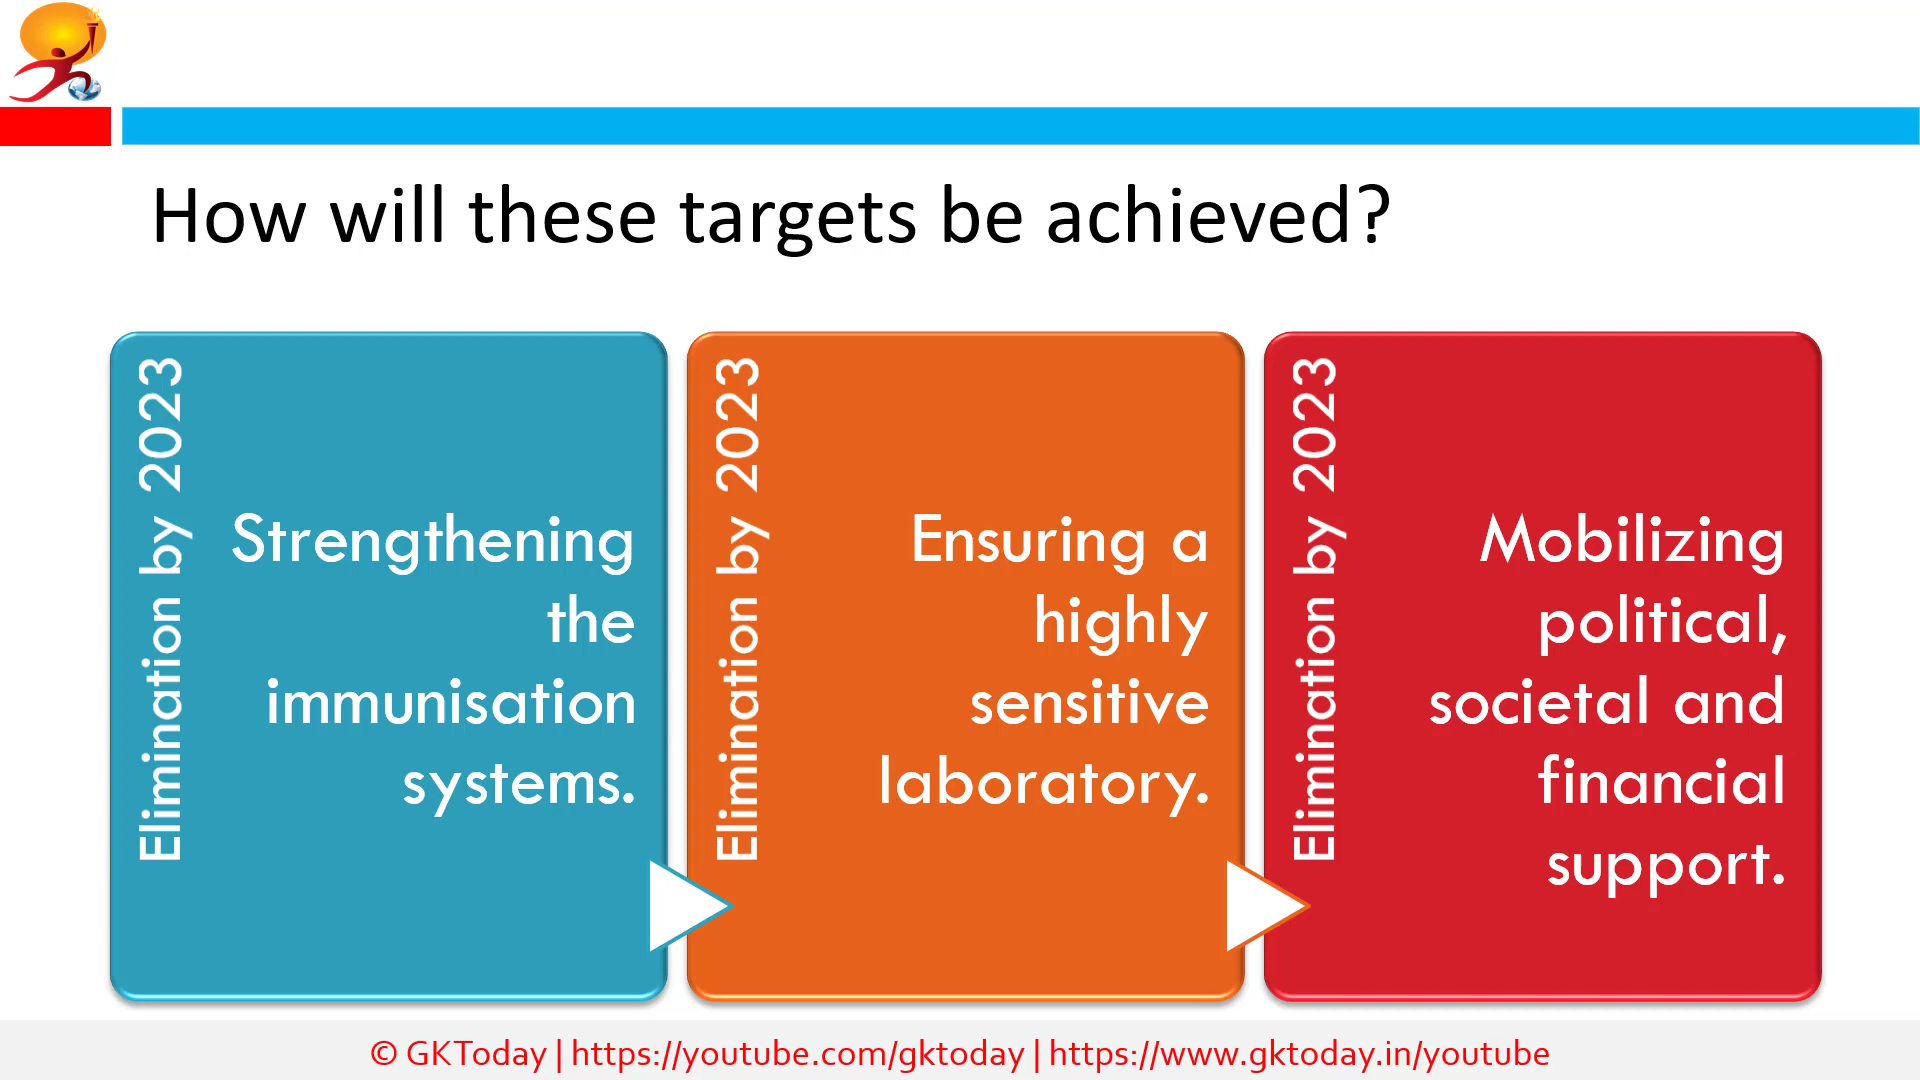 How will these targets be achieved?
Elimination by 2023
Strengthening
the
immunisation
systems.
Elimination by 2023
Ensuring a
highly
sensitive
laboratory.
Elimination by 2023
Mobilizing
political,
societal and
financial
support.
© GKToday | https://youtube.com/gktoday | https://www.gktoday.in/youtube